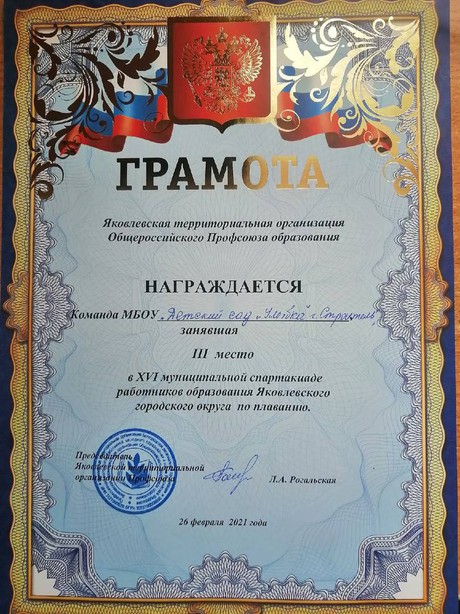 ГРАМОТА
Яковлевская территориальная организация
Общероссийского Профсоюза образования
НАГРАЖДАЕТСЯ
Команда МБОУ „Детский сад „Улыбка" г. Строитель"
занявшая
III место
в XVI муниципальной спартакиаде
работников образования Яковлевского
городского округа по плаванию.
Председатель
Яковлевской территориальной
организации Профсоюза
Л.А. Рогальская
26 февраля 2021 года